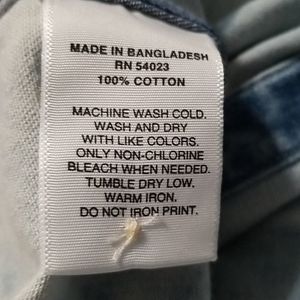 MADE IN BANGLADESH
RN 54023
100% COTTON
MACHINE WASH COLD.
WASH AND DRY
WITH LIKE COLORS.
ONLY NON-CHLORINE
BLEACH WHEN NEEDED.
TUMBLE DRY LOW.
WARM IRON.
DO NOT IRON PRINT.